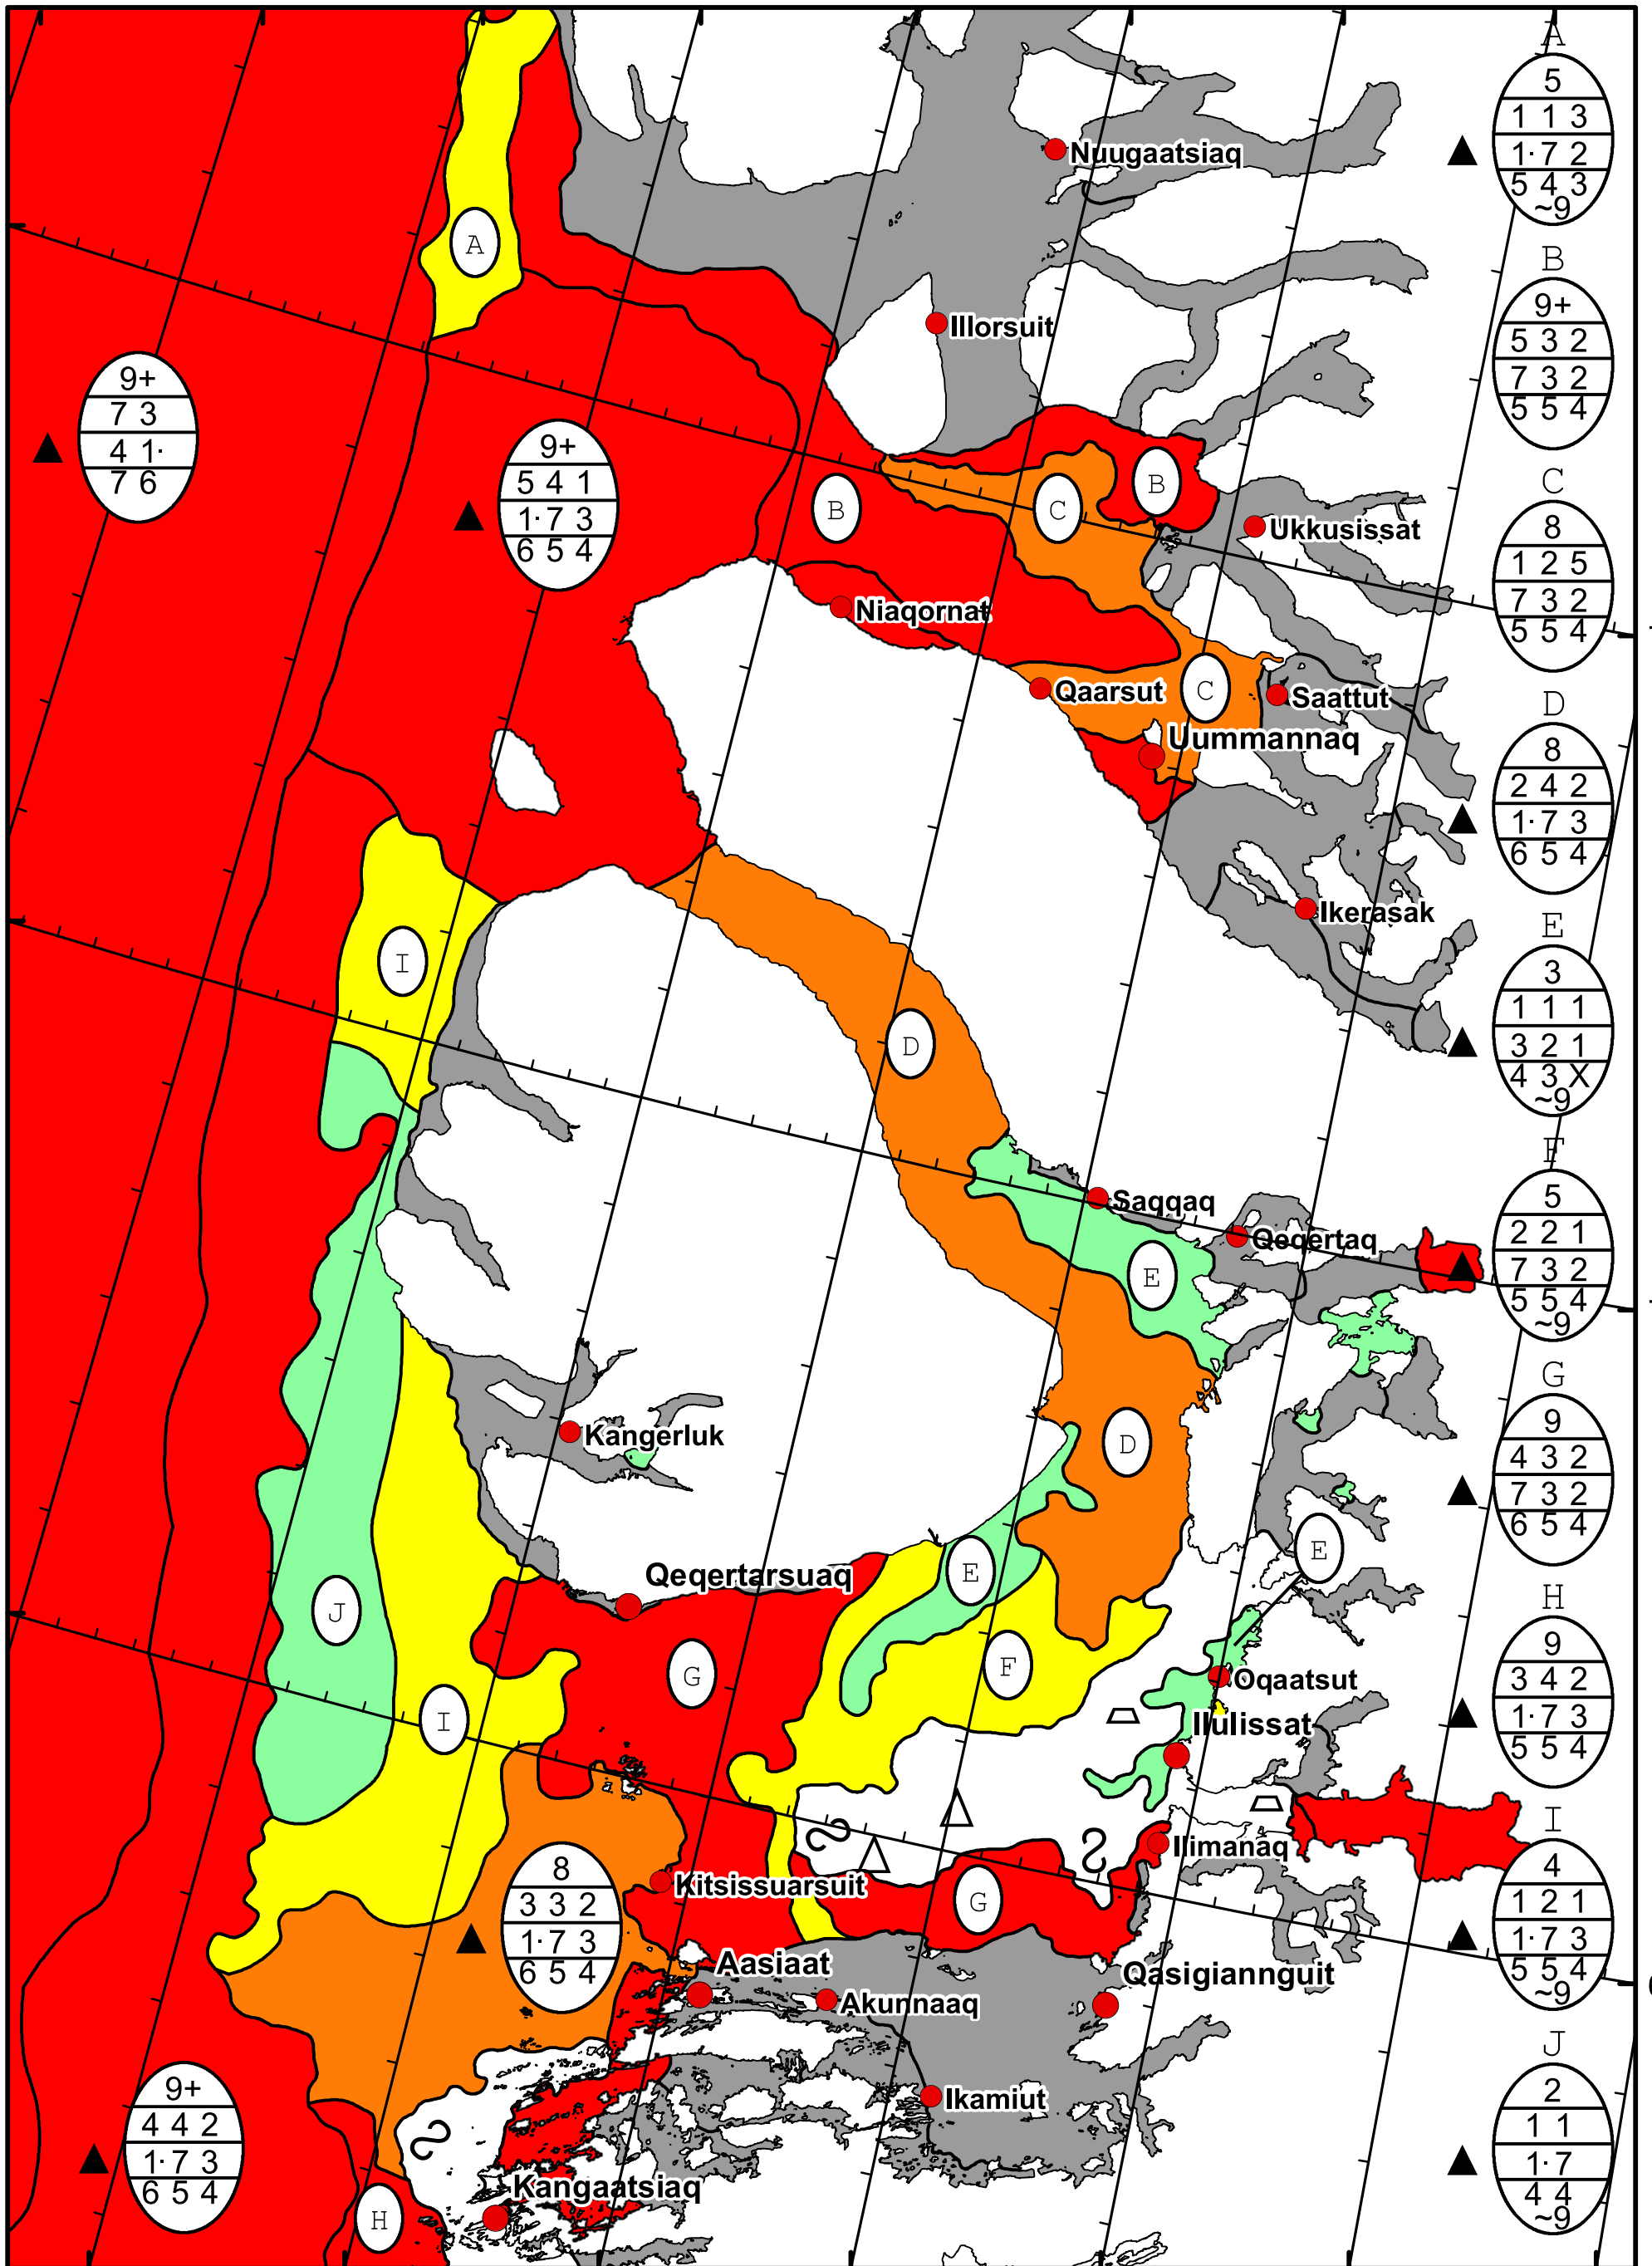 A
5
1 1 3
1· 7 2
5 4 3
~9
Nuugaatsiaq
A
B
9+
5 3 2
7 3 2
5 5 4
Illorsuit
9+
7 3
4 1·
7 6
9+
5 4 1
1· 7 3
6 5 4
B
C
B
C
8
1 2 5
7 3 2
5 5 4
Ukkusissat
Niaqornat
Qaarsut
C
Saattut
Uummannaq
D
8
2 4 2
1· 7 3
6 5 4
Ikerasak
E
3
1 1 1
3 2 1
4 3 X
~9
I
D
Saqqaq
Qeqertaq
E
F
5
2 2 1
7 3 2
5 5 4
~9
Kangerluk
D
G
9
4 3 2
7 3 2
6 5 4
Qeqertarsuaq
E
E
J
G
F
Oqaatsut
H
9
3 4 2
1· 7 3
5 5 4
I
Ilulissat
Ilimanaq
I
4
1 2 1
1· 7 3
5 5 4
~9
8
3 3 2
1· 7 3
6 5 4
Kitsissuarsuit
G
Aasiaat
Akunnaaq
Qasigiannguit
Ikamiut
J
2
1 1
1· 7
4 4
~9
9+
4 4 2
1· 7 3
6 5 4
Kangaatsiaq
H